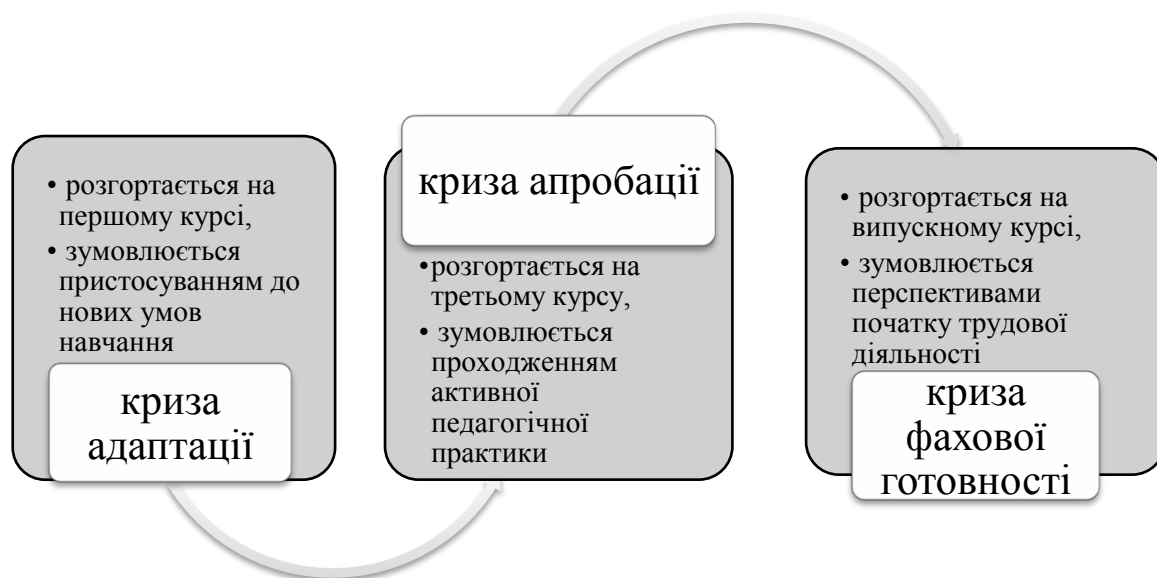 • розгортається на
першому курсі,
• зумовлюється
пристосуванням до
нових умов
навчання
криза
адаптації
криза апробації
•розгортається на
третьому курсу,
• зумовлюється
проходженням
активної
педагогічної
практики
• розгортається на
випускному курсі,
• зумовлюється
перспективами
початку трудової
діяльності
криза
фахової
готовності